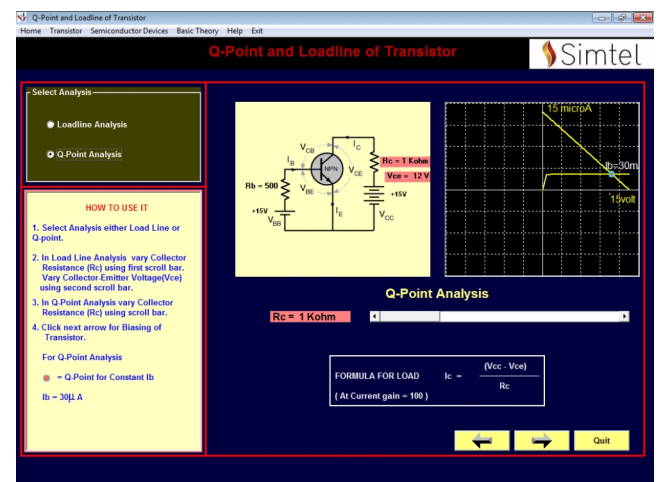 Q-Point and Loadline of Transistor
Home Transistor Semiconductor Devices Basic Theory Help Exit
Q-Point and Loadline of Transistor
Simtel
Select Analysis
Loadline Analysis
Q-Point Analysis
HOW TO USE IT
1. Select Analysis either Load Line or
Q-point.
2. In Load Line Analysis vary Collector
Resistance (Rc) using first scroll bar.
Vary Collector-Emitter Voltage(Vce)
using second scroll bar.
3. In Q-Point Analysis vary Collector
Resistance (Rc) using scroll bar.
4. Click next arrow for Biasing of
Transistor.
For Q-Point Analysis
= Q-Point for Constant Ib
Ib = 30µ A
VCB
IC
IB
NPN
VCE
VBE
IE
Rc = 1 Kohm
Vce = 12 V
Rb = 500
+15V
VBB
+15V
VCC
15 microA
Ib=30m
15volt
Q-Point Analysis
Rc = 1 Kohm
FORMULA FOR LOAD Ic = (Vcc - Vce)
Rc
( At Current gain = 100 )
Quit